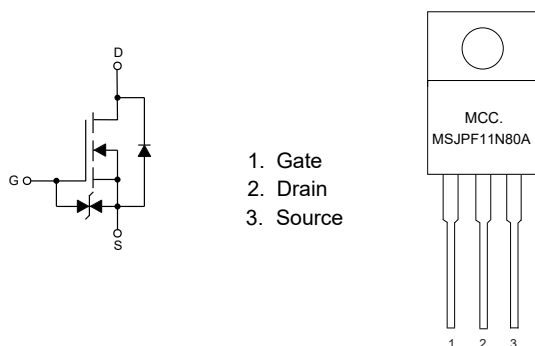 D
G
S
1. Gate
2. Drain
3. Source
MCC.
MSJPF11N80A
1 2 3